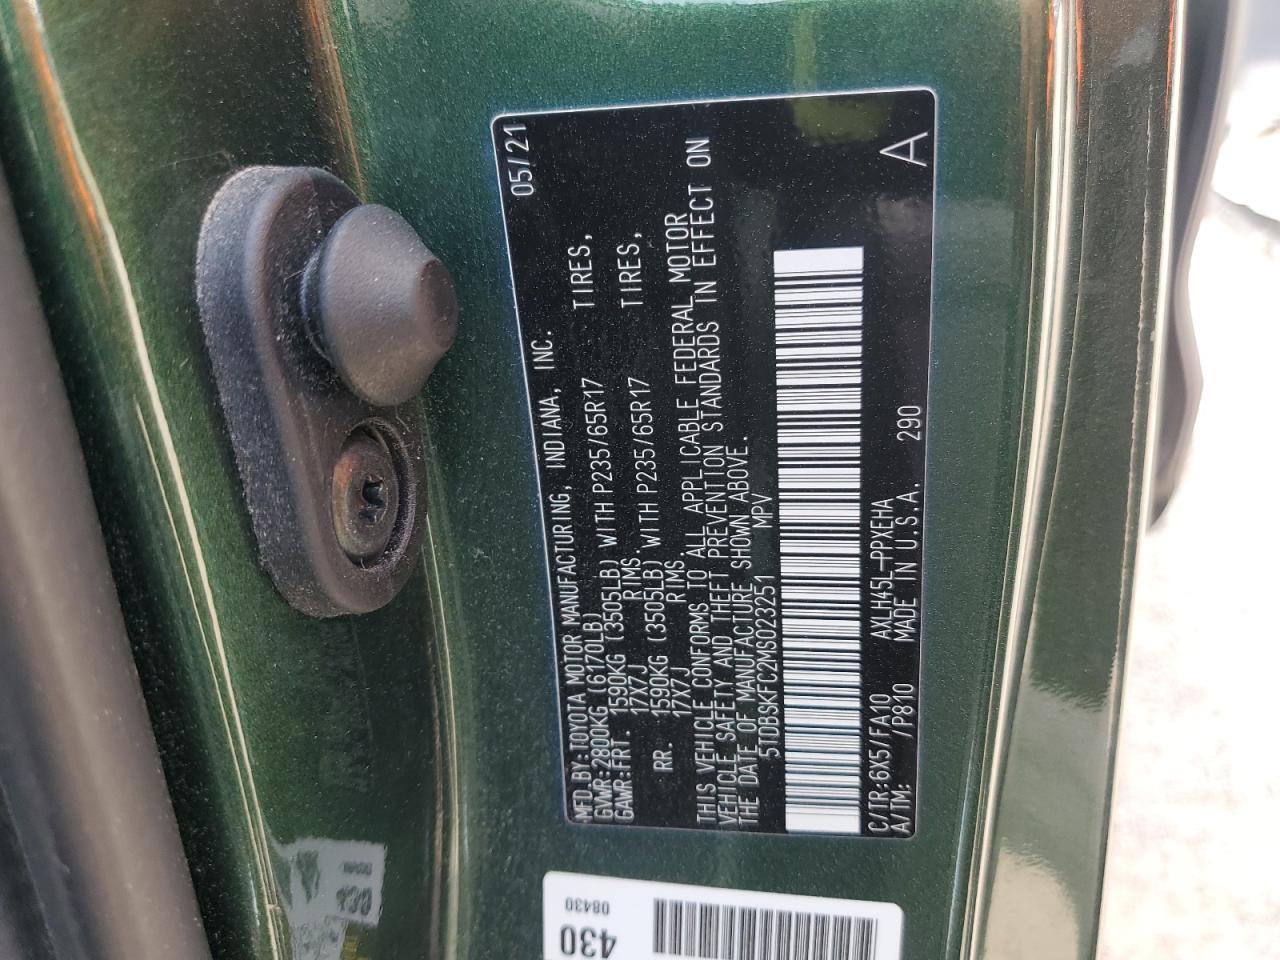 05/21
MFD. BY:TOYOTA MOTOR MANUFACTURING, INDIANA, INC.
GVWR:2800KG (6170LB)
GAWR:FRT. 1590KG (3505LB) WITH P235/65R17 TIRES,
17X7J RIMS.
RR. 1590KG (3505LB) WITH P235/65R17 TIRES,
17X7J RIMS.
THIS VEHICLE CONFORMS TO ALL APPLICABLE FEDERAL MOTOR
VEHICLE SAFETY AND THEFT PREVENTION STANDARDS IN EFFECT ON
THE DATE OF MANUFACTURE SHOWN ABOVE.
5TDBSKFC2MS023251 MPV
C/TR:6X5/FA10 AXLH45L-PPXEHA
A/TM: /P810 MADE IN U.S.A. 290 A
430
08430